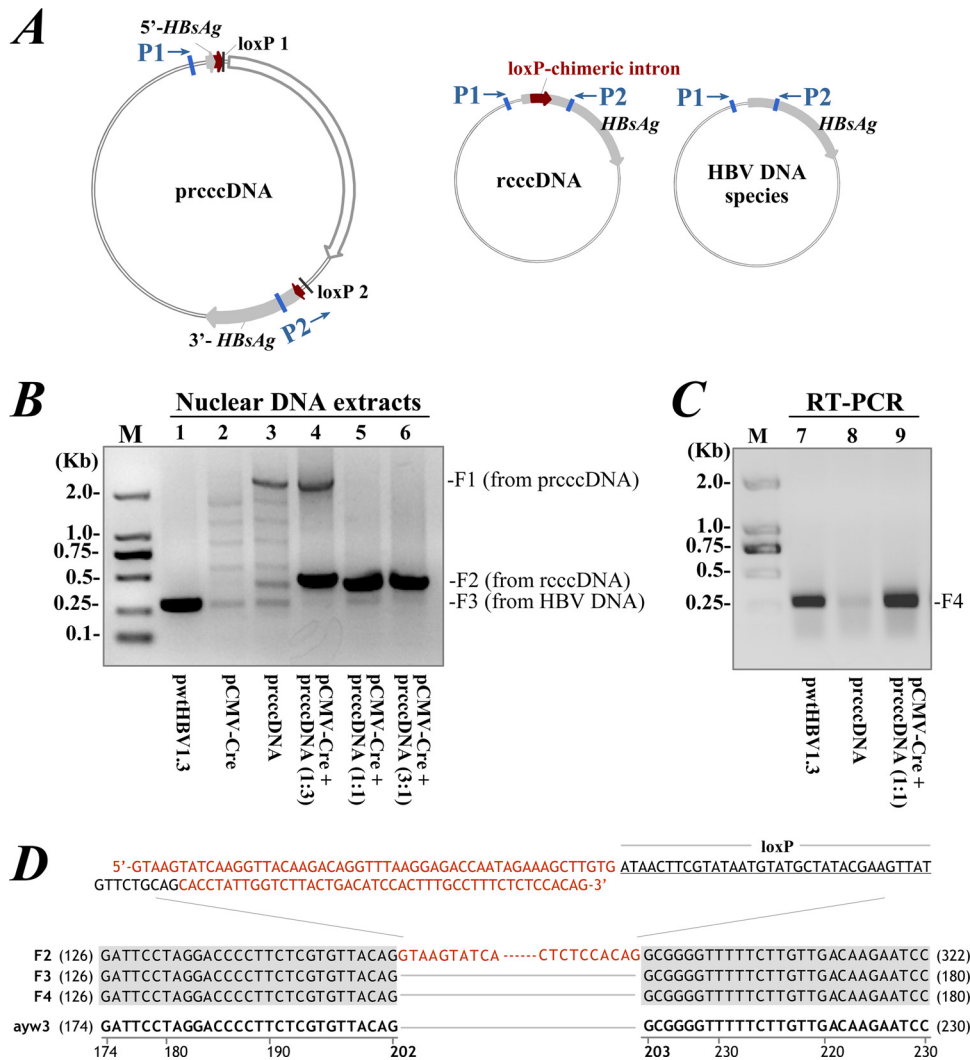 A
5’-HBsAg
loxP 1
P1
prcccDNA
loxP 2
P2
3’- HBsAg
loxP-chimeric intron
P1
P2
HBsAg
rcccDNA
P1
P2
HBsAg
HBV DNA
species
B
Nuclear DNA extracts
M 1 2 3 4 5 6
(Kb)
2.0-
1.0-
0.75-
0.5-
0.25-
0.1-
-F1 (from prcccDNA)
-F2 (from rcccDNA)
-F3 (from HBV DNA)
pwtHBV1.3
pCMV-Cre
prcccDNA
pCMV-Cre +
prcccDNA (1:3)
pCMV-Cre +
prcccDNA (1:1)
pCMV-Cre +
prcccDNA (3:1)
C
RT-PCR
M 7 8 9
(Kb)
2.0-
1.0-
0.75-
0.5-
0.25-
-F4
pwtHBV1.3
prcccDNA
pCMV-Cre +
prcccDNA (1:1)
D
loxP
5’-GTAAGTATCAAGGTTACAAGACAGGTTTAAGGAGACCAATAGAAAGCTTGTG ATAACTTCGTATAATGTATGCTATACGAAGTTAT
GTTCTGCAGCACCTATTGGTCTTACTGACATCCACTTTGCCTTTCTCTCCACAG-3’
F2 (126) GATTCCTAGGACCCCTTCTCGTGTTACAGGTAAGTATCA ------ CTCTCCACAG GCGGGGTTTTTCTTGTTGACAAGAATCC (322)
F3 (126) GATTCCTAGGACCCCTTCTCGTGTTACAG GCGGGGTTTTTCTTGTTGACAAGAATCC (180)
F4 (126) GATTCCTAGGACCCCTTCTCGTGTTACAG GCGGGGTTTTTCTTGTTGACAAGAATCC (180)
ayw3 (174) GATTCCTAGGACCCCTTCTCGTGTTACAG GCGGGGTTTTTCTTGTTGACAAGAATCC (230)
174 180 190 202 203 230 220 230